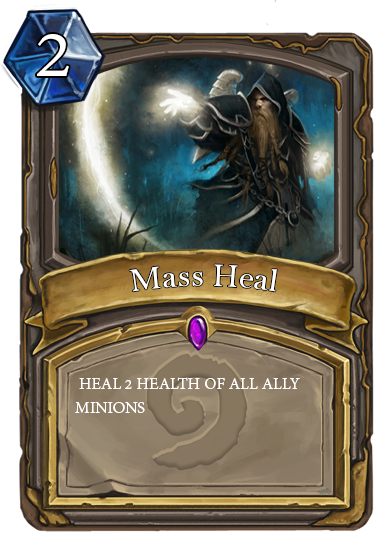 2
Mass Heal
HEAL 2 HEALTH OF ALL ALLY
MINIONS